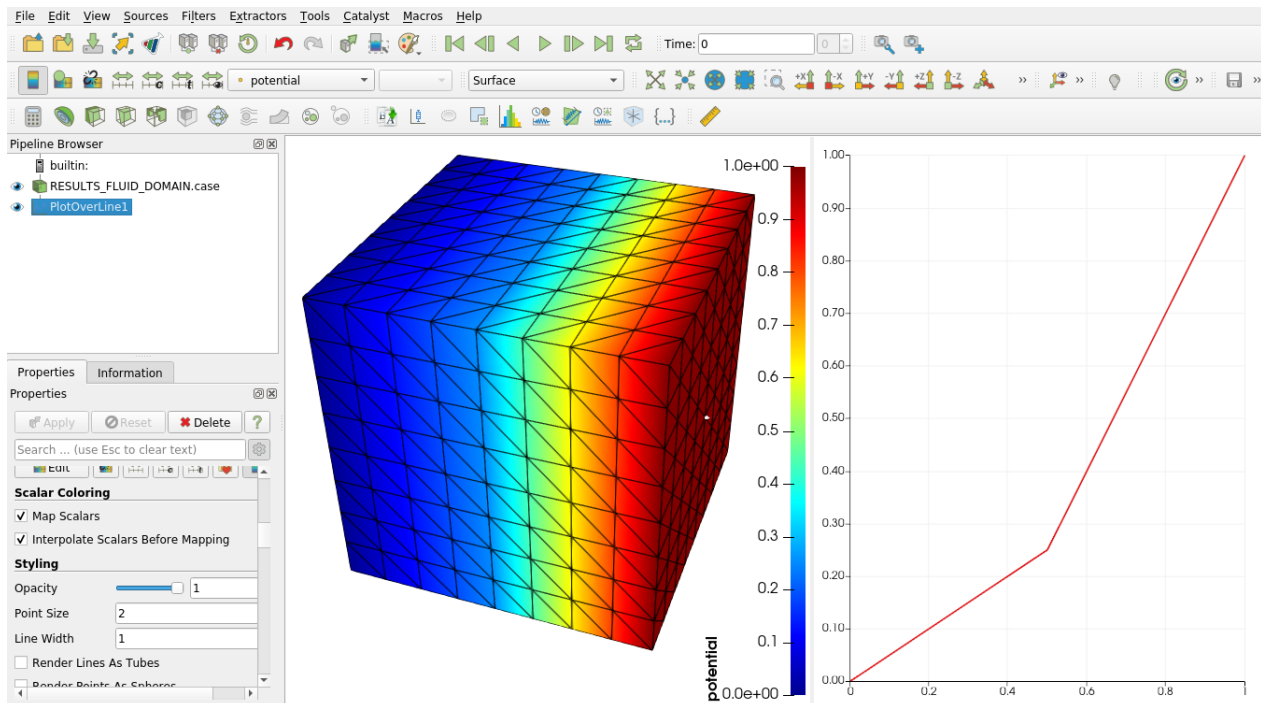 File Edit View Sources Filters Extractors Tools Catalyst Macros Help
Time: 0 0
potential Surface +X -X +Y -Y +Z -Z » » » »
Pipeline Browser
builtin:
RESULTS_FLUID_DOMAIN.case
PlotOverLine1
Properties Information
Properties
Apply Reset Delete ?
Search ... (use Esc to clear text)
Edit
Scalar Coloring
Map Scalars
Interpolate Scalars Before Mapping
Styling
Opacity 1
Point Size 2
Line Width 1
Render Lines As Tubes
Render Points As Spheres
1.0e+00
0.9
0.8
0.7
0.6
0.5
0.4
0.3
0.2
0.1
0.0e+00
potential
1.00
0.90
0.80
0.70
0.60
0.50
0.40
0.30
0.20
0.10
0.00
0 0.2 0.4 0.6 0.8 1